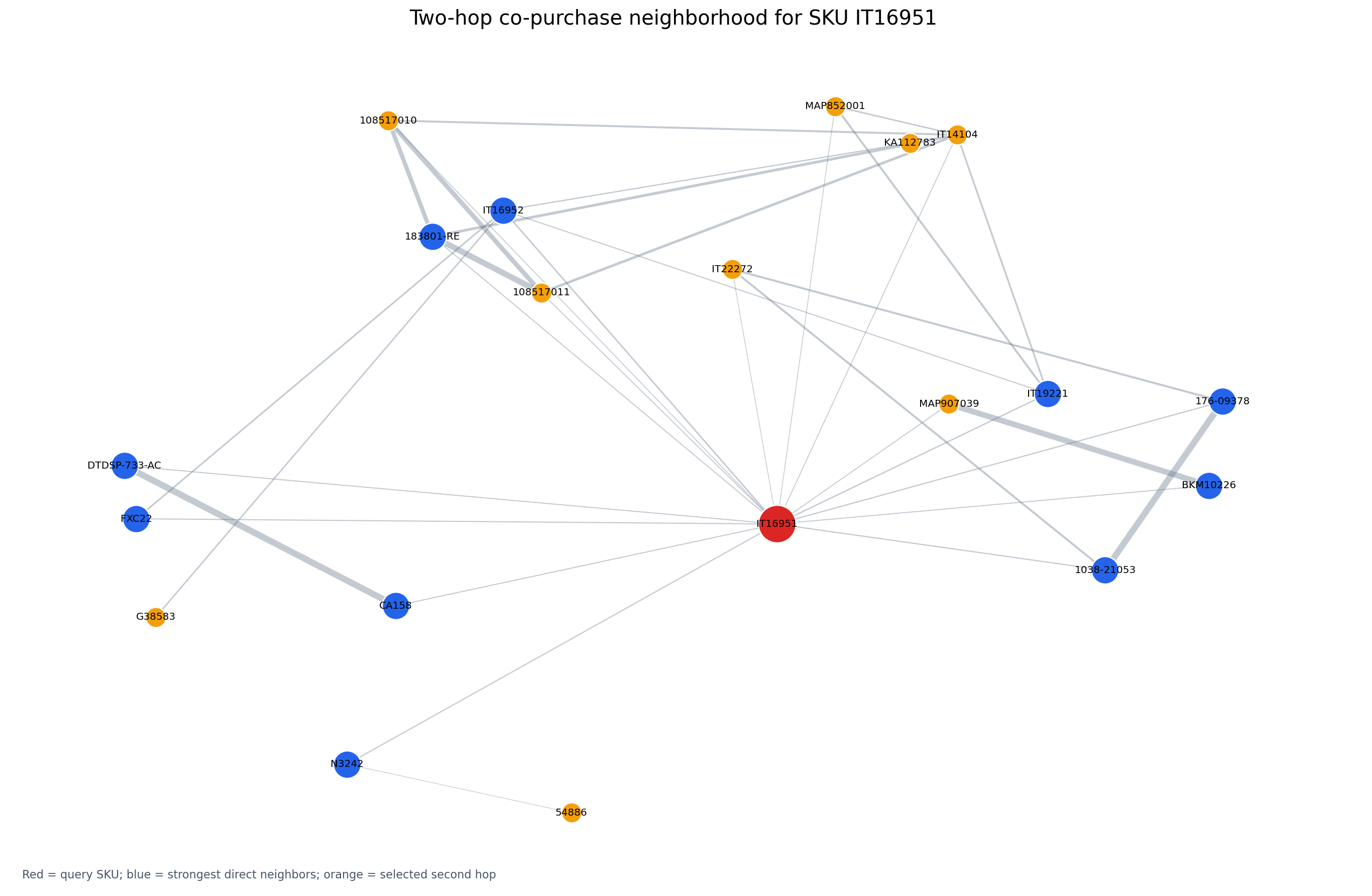 Two-hop co-purchase neighborhood for SKU IT16951
MAP852001
108517010
IT14104
KA112783
IT16952
183801-RE
IT22272
108517011
IT19221
176-09378
MAP907039
DTDSP-733-AC
BKM10226
FXC22
IT16951
1038-21053
CA158
G38583
N3242
54886
Red = query SKU; blue = strongest direct neighbors; orange = selected second hop